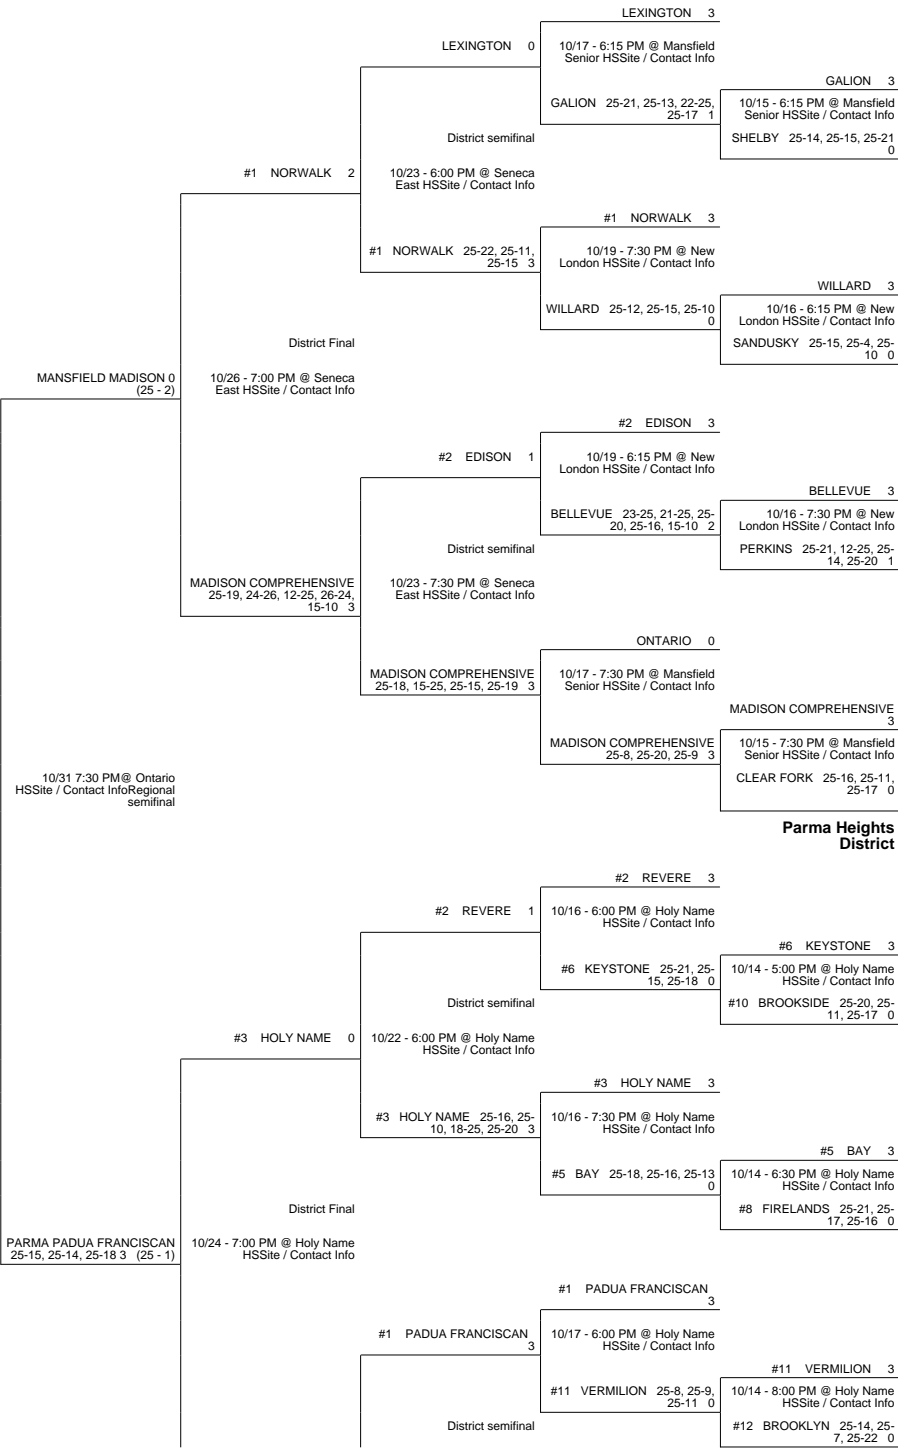 LEXINGTON 3
LEXINGTON 0
10/17 - 6:15 PM @ Mansfield
Senior HSSite / Contact Info
GALION 3
GALION 25-21, 25-13, 22-25,
25-17 1
10/15 - 6:15 PM @ Mansfield
Senior HSSite / Contact Info
District semifinal
SHELBY 25-14, 25-15, 25-21
0
#1 NORWALK 2
10/23 - 6:00 PM @ Seneca
East HSSite / Contact Info
#1 NORWALK 3
#1 NORWALK 25-22, 25-11,
25-15 3
10/19 - 7:30 PM @ New
London HSSite / Contact Info
WILLARD 3
WILLARD 25-12, 25-15, 25-10
0
10/16 - 6:15 PM @ New
London HSSite / Contact Info
District Final
SANDUSKY 25-15, 25-4, 25-
10 0
MANSFIELD MADISON 0
(25 - 2)
10/26 - 7:00 PM @ Seneca
East HSSite / Contact Info
#2 EDISON 3
#2 EDISON 1
10/19 - 6:15 PM @ New
London HSSite / Contact Info
BELLEVUE 3
BELLEVUE 23-25, 21-25, 25-
20, 25-16, 15-10 2
10/16 - 7:30 PM @ New
London HSSite / Contact Info
District semifinal
PERKINS 25-21, 12-25, 25-
14, 25-20 1
MADISON COMPREHENSIVE
25-19, 24-26, 12-25, 26-24,
15-10 3
10/23 - 7:30 PM @ Seneca
East HSSite / Contact Info
ONTARIO 0
MADISON COMPREHENSIVE
25-18, 15-25, 25-15, 25-19 3
10/17 - 7:30 PM @ Mansfield
Senior HSSite / Contact Info
MADISON COMPREHENSIVE
3
MADISON COMPREHENSIVE
25-8, 25-20, 25-9 3
10/15 - 7:30 PM @ Mansfield
Senior HSSite / Contact Info
10/31 7:30 PM@ Ontario
HSSite / Contact InfoRegional
semifinal
CLEAR FORK 25-16, 25-11,
25-17 0
Parma Heights
District
#2 REVERE 3
#2 REVERE 1
10/16 - 6:00 PM @ Holy Name
HSSite / Contact Info
#6 KEYSTONE 3
#6 KEYSTONE 25-21, 25-
15, 25-18 0
10/14 - 5:00 PM @ Holy Name
HSSite / Contact Info
District semifinal
#10 BROOKSIDE 25-20, 25-
11, 25-17 0
#3 HOLY NAME 0
10/22 - 6:00 PM @ Holy Name
HSSite / Contact Info
#3 HOLY NAME 3
#3 HOLY NAME 25-16, 25-
10, 18-25, 25-20 3
10/16 - 7:30 PM @ Holy Name
HSSite / Contact Info
#5 BAY 3
#5 BAY 25-18, 25-16, 25-13
0
10/14 - 6:30 PM @ Holy Name
HSSite / Contact Info
District Final
#8 FIRELANDS 25-21, 25-
17, 25-16 0
PARMA PADUA FRANCISCAN
25-15, 25-14, 25-18 3 (25 - 1)
10/24 - 7:00 PM @ Holy Name
HSSite / Contact Info
#1 PADUA FRANCISCAN
3
#1 PADUA FRANCISCAN
3
10/17 - 6:00 PM @ Holy Name
HSSite / Contact Info
#11 VERMILION 3
#11 VERMILION 25-8, 25-9,
25-11 0
10/14 - 8:00 PM @ Holy Name
HSSite / Contact Info
District semifinal
#12 BROOKLYN 25-14, 25-
7, 25-22 0